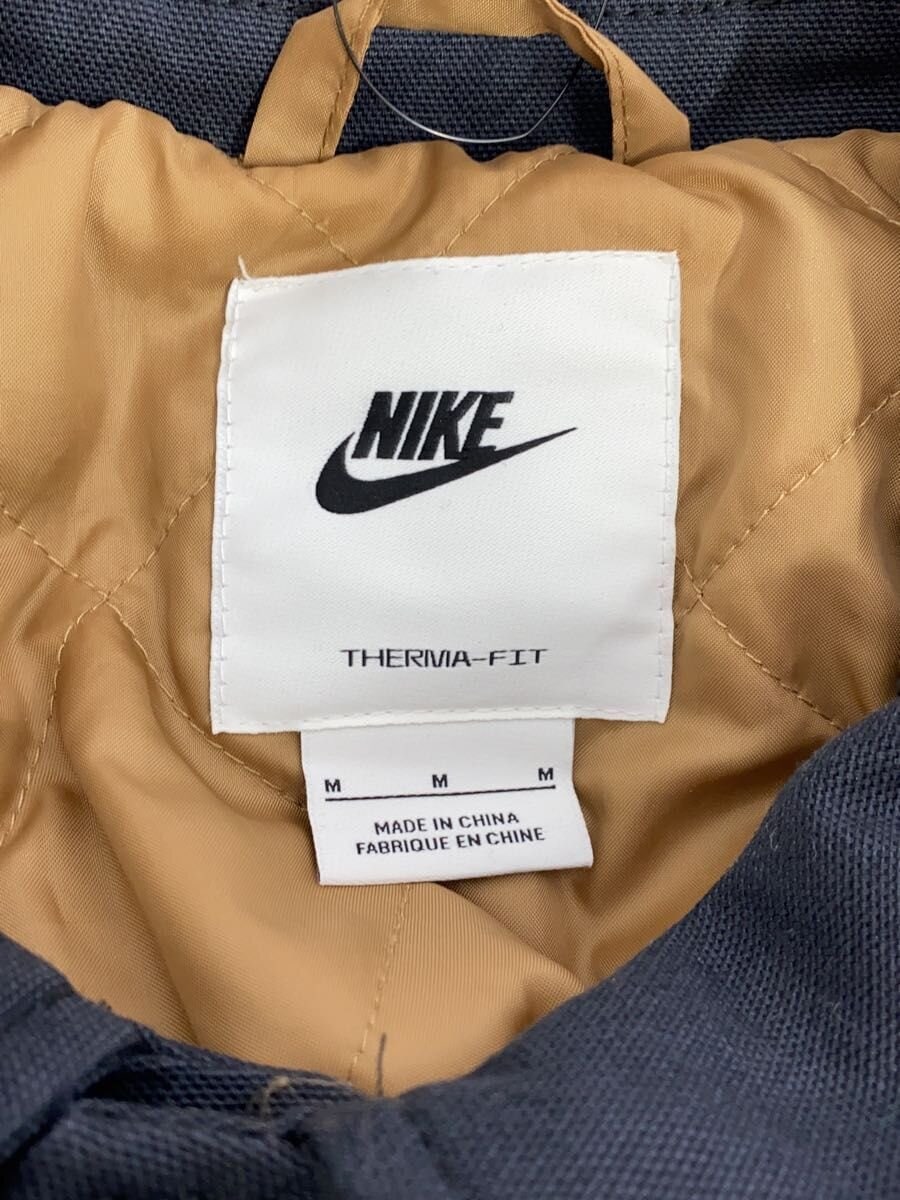 NIKE
THERMA-FIT
M M M
MADE IN CHINA
FABRIQUE EN CHINE